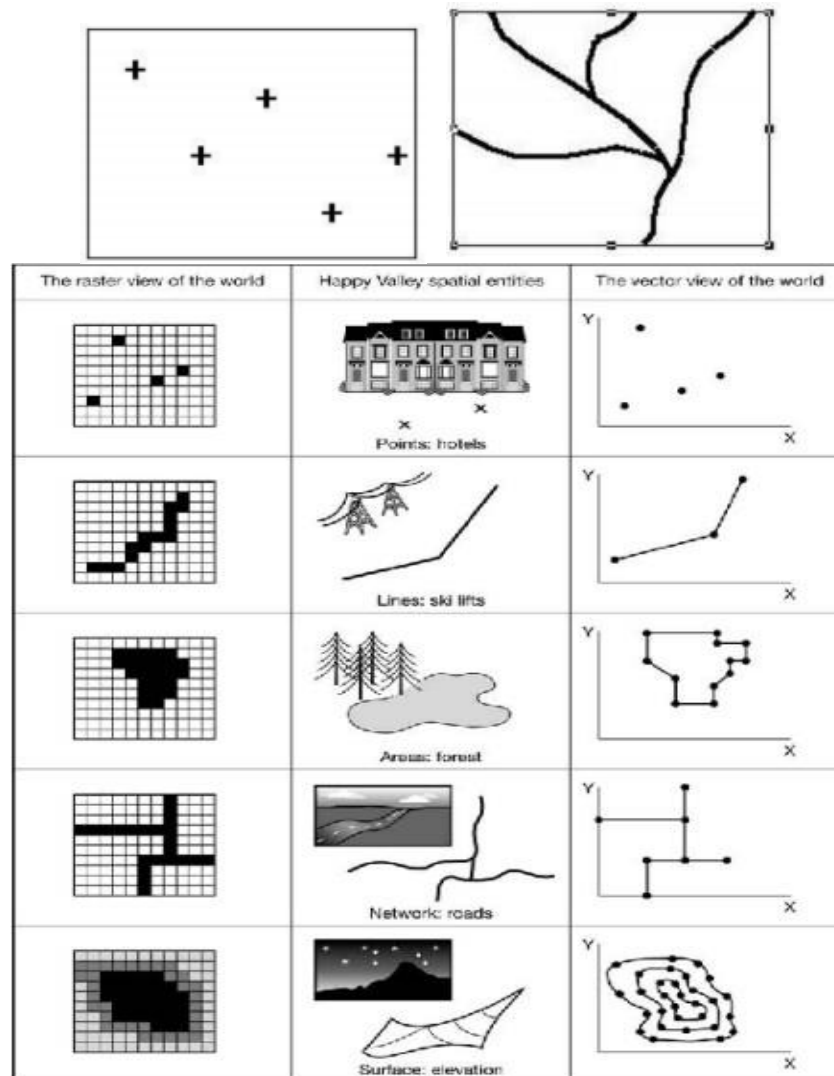 The raster view of the world
Happy Valley spatial entities
The vector view of the world
Points: hotels
Y
X
Lines: ski lifts
Y
X
Areas: forest
Y
X
Network: roads
Y
X
Surface: elevation
Y
X